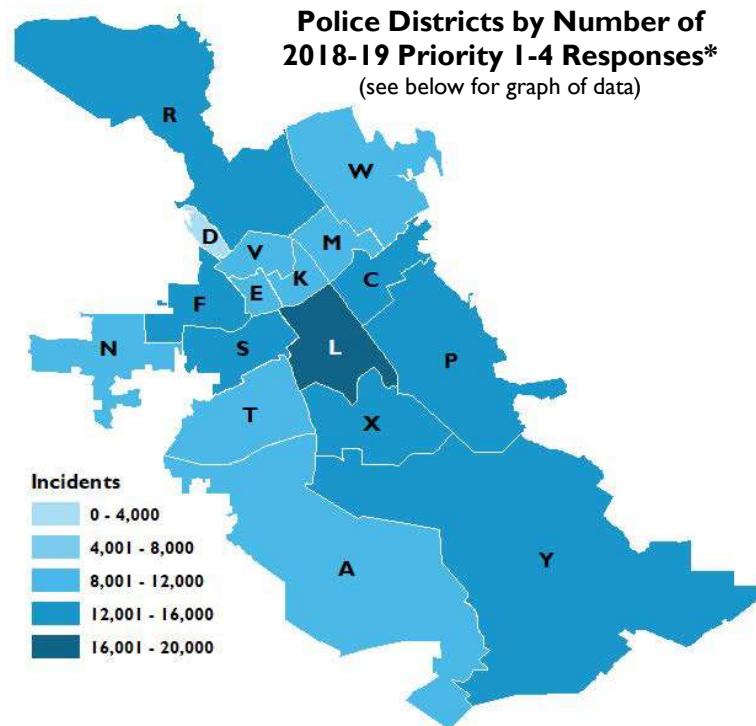 Police Districts by Number of
2018-19 Priority 1-4 Responses*
(see below for graph of data)
R
W
D
V
M
K
C
E
F
N
S
L
P
T
X
Incidents
0 - 4,000
4,001 - 8,000
8,001 - 12,000
12,001 - 16,000
16,001 - 20,000
A
Y